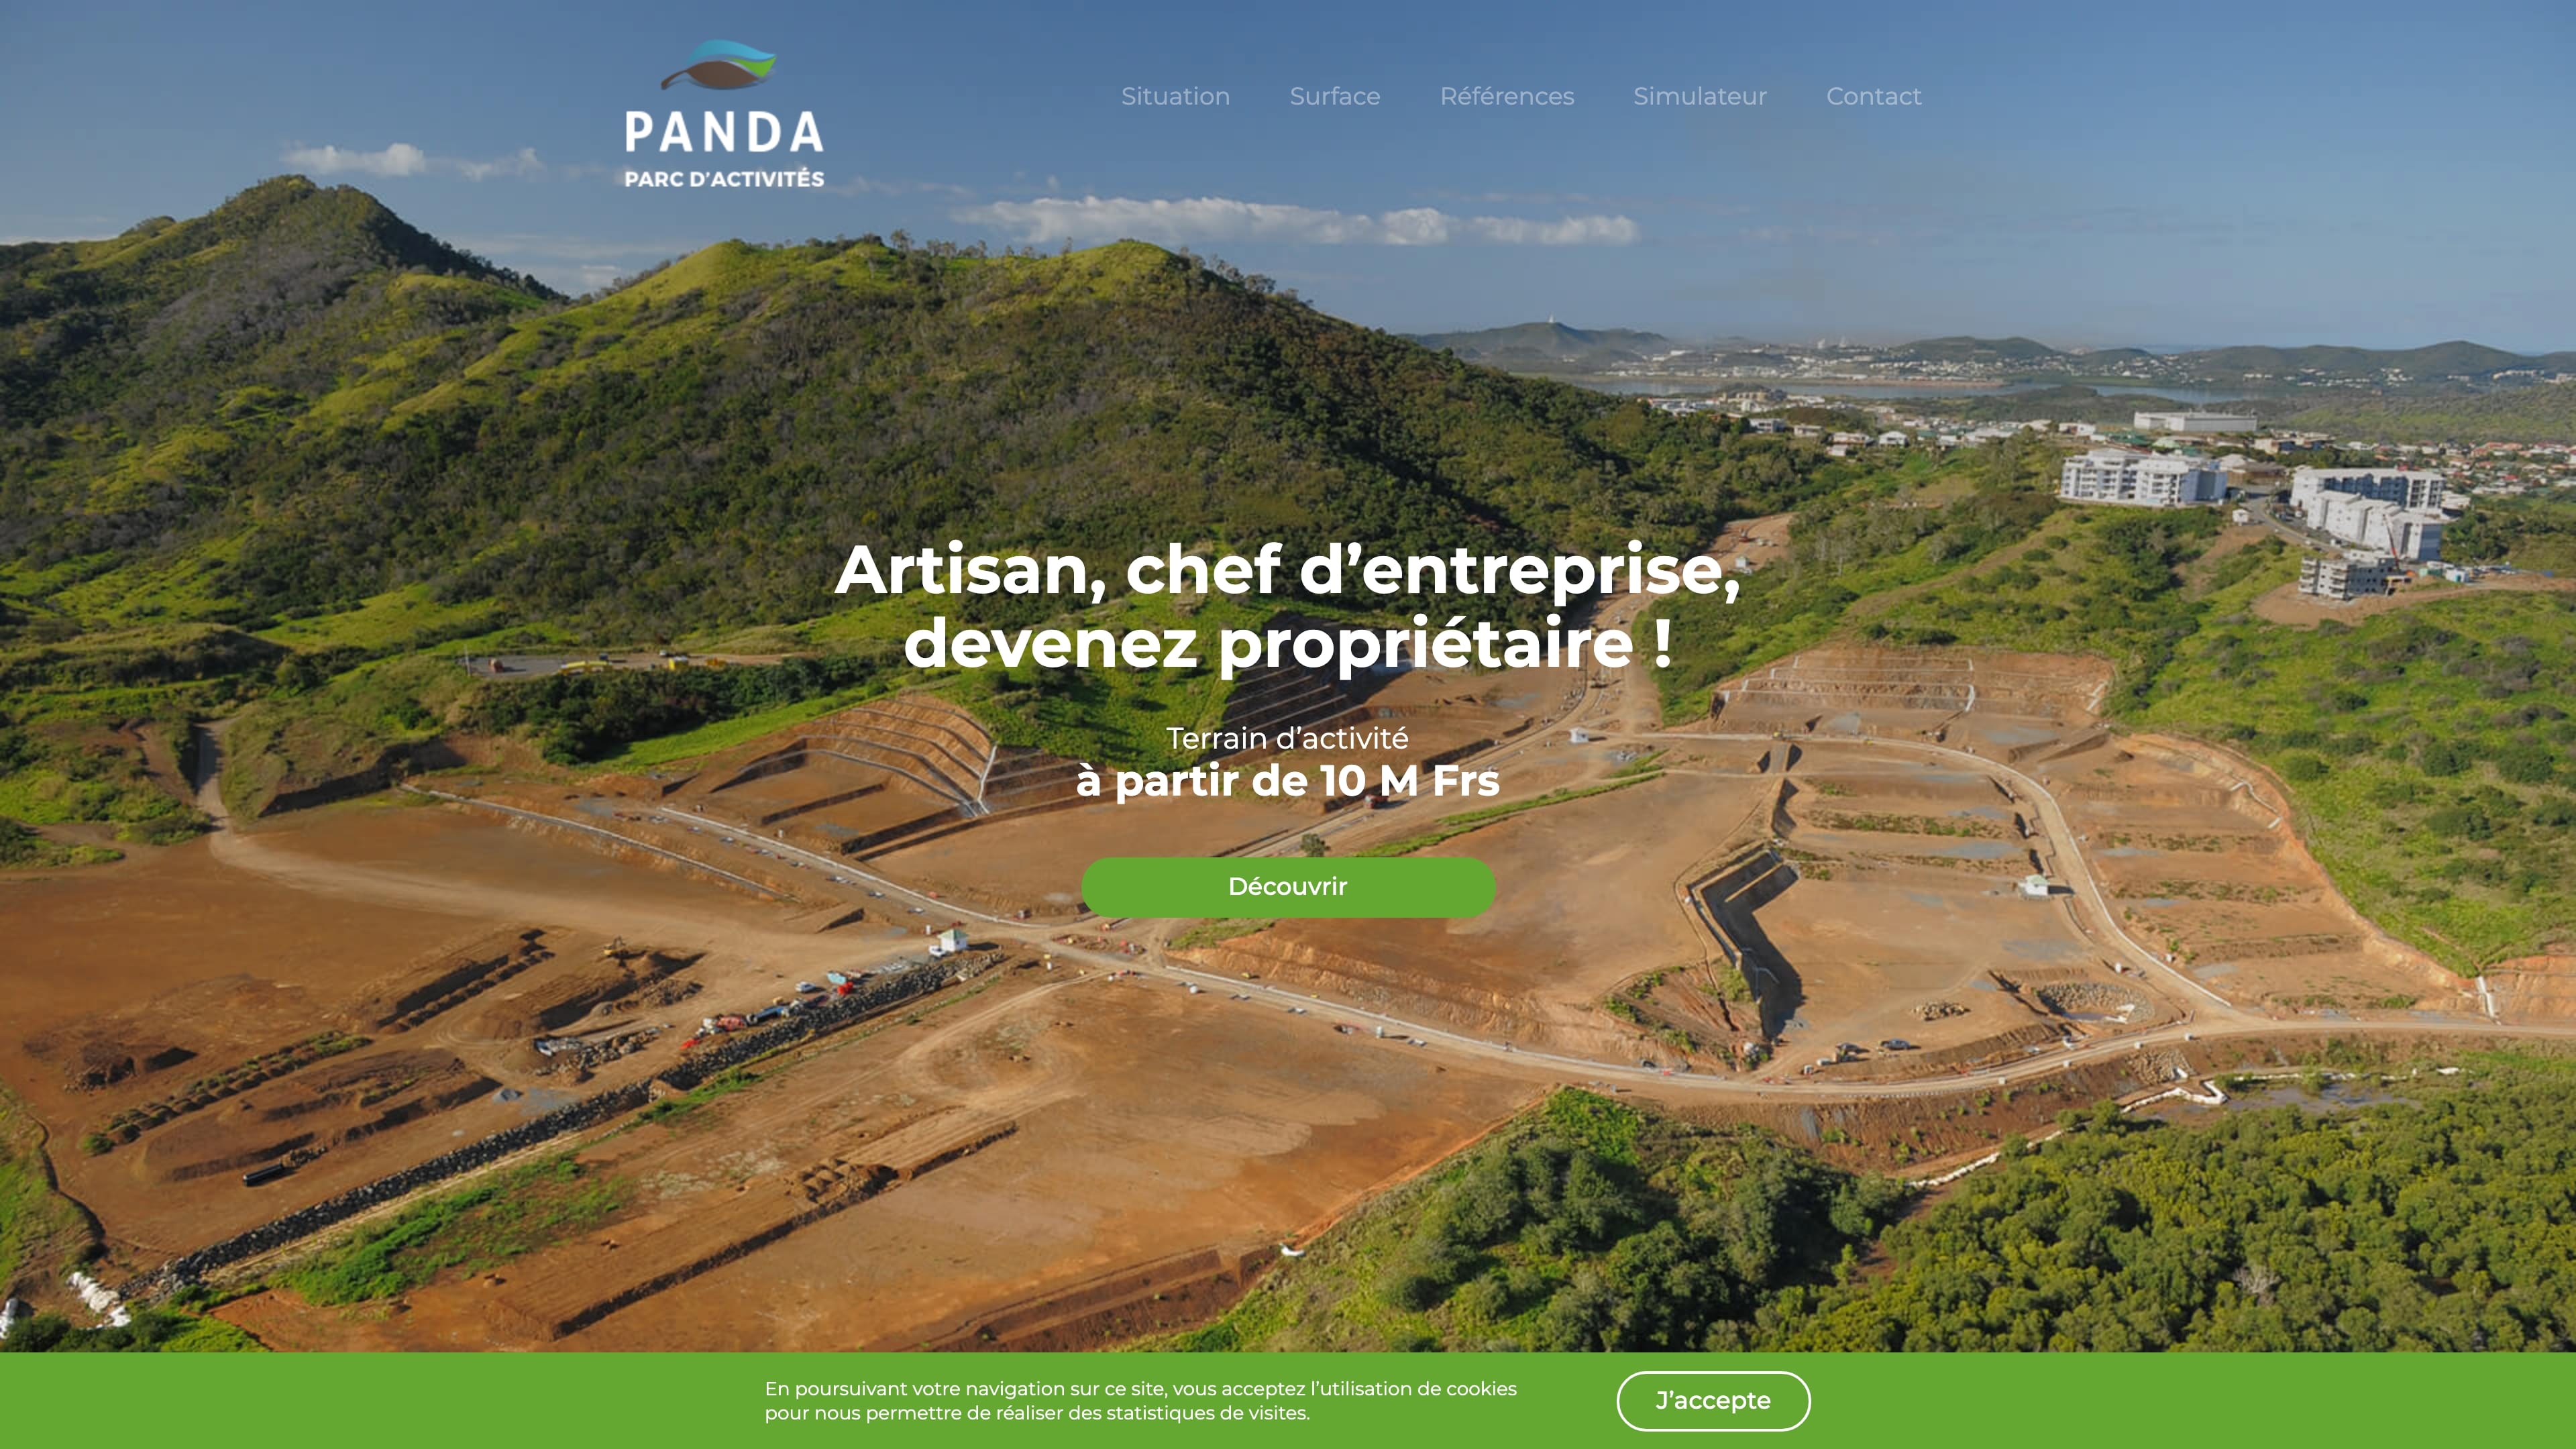 PANDA
PARC D'ACTIVITÉS
Situation
Surface
Références
Simulateur
Contact
Artisan, chef d’entreprise,
devenez propriétaire !
Terrain d’activité
à partir de 10 M Frs
Découvrir
En poursuivant votre navigation sur ce site, vous acceptez l’utilisation de cookies
pour nous permettre de réaliser des statistiques de visites.
J’accepte